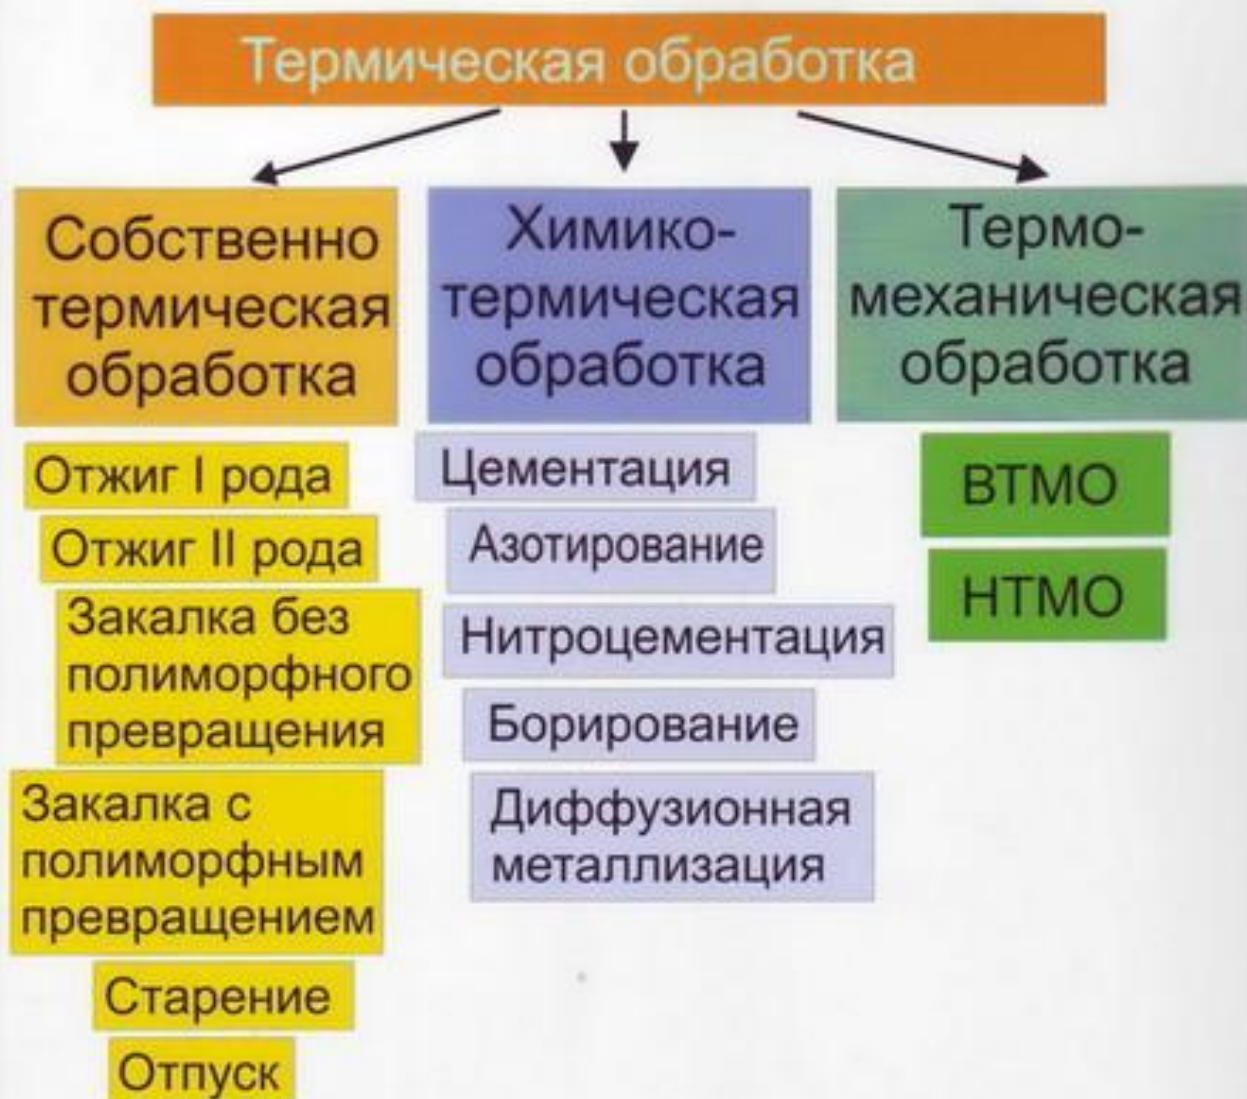 Термическая обработка
Собственно
термическая
обработка
Химико-
термическая
обработка
Термо-
механическая
обработка
Отжиг I рода
Отжиг II рода
Закалка без
полиморфного
превращения
Закалка с
полиморфным
превращением
Старение
Отпуск
Цементация
Азотирование
Нитроцементация
Борирование
Диффузионная
металлизация
ВТМО
НТМО